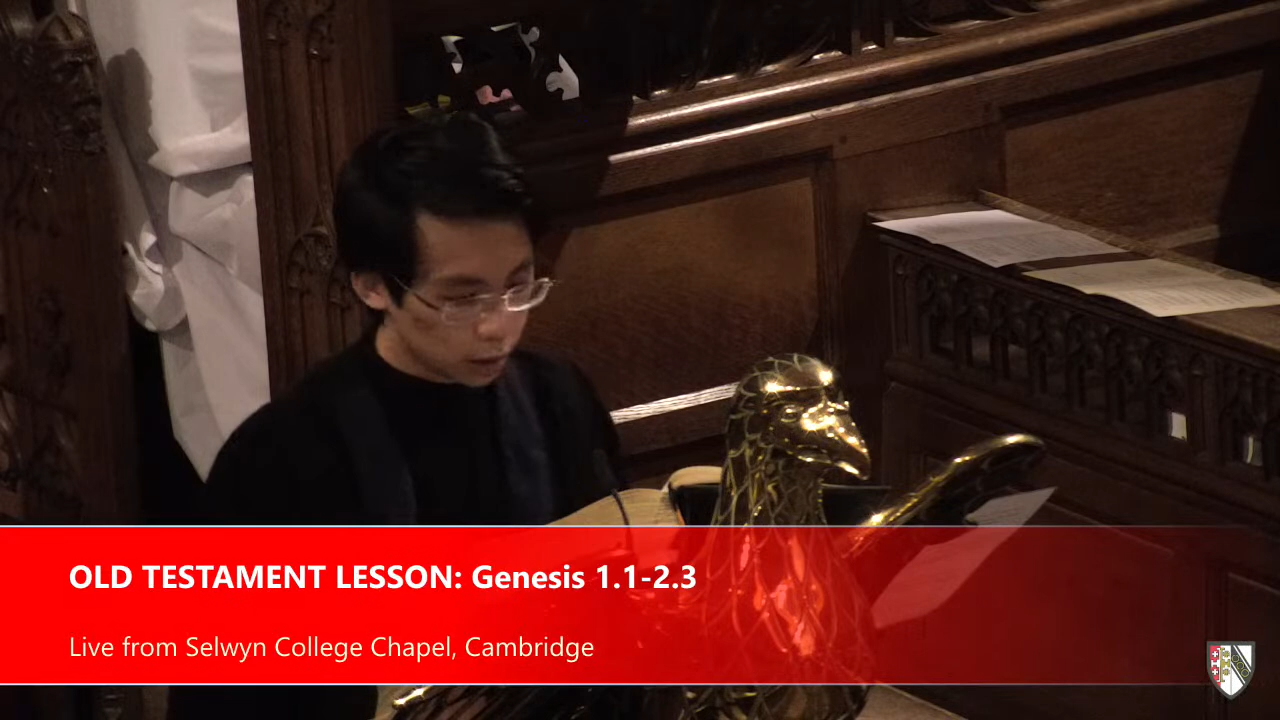 OLD TESTAMENT LESSON: Genesis 1.1-2.3
Live from Selwyn College Chapel, Cambridge